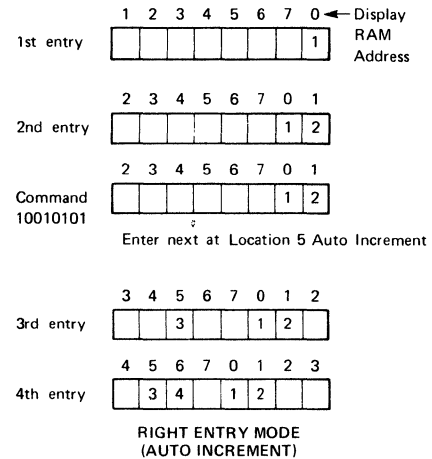 1 2 3 4 5 6 7 0 ← Display
RAM
Address
1st entry 1
2 3 4 5 6 7 0 1
2nd entry 1 2
2 3 4 5 6 7 0 1
Command 1 2
10010101
Enter next at Location 5 Auto Increment
3 4 5 6 7 0 1 2
3rd entry 3 1 2
4 5 6 7 0 1 2 3
4th entry 3 4 1 2
RIGHT ENTRY MODE
(AUTO INCREMENT)